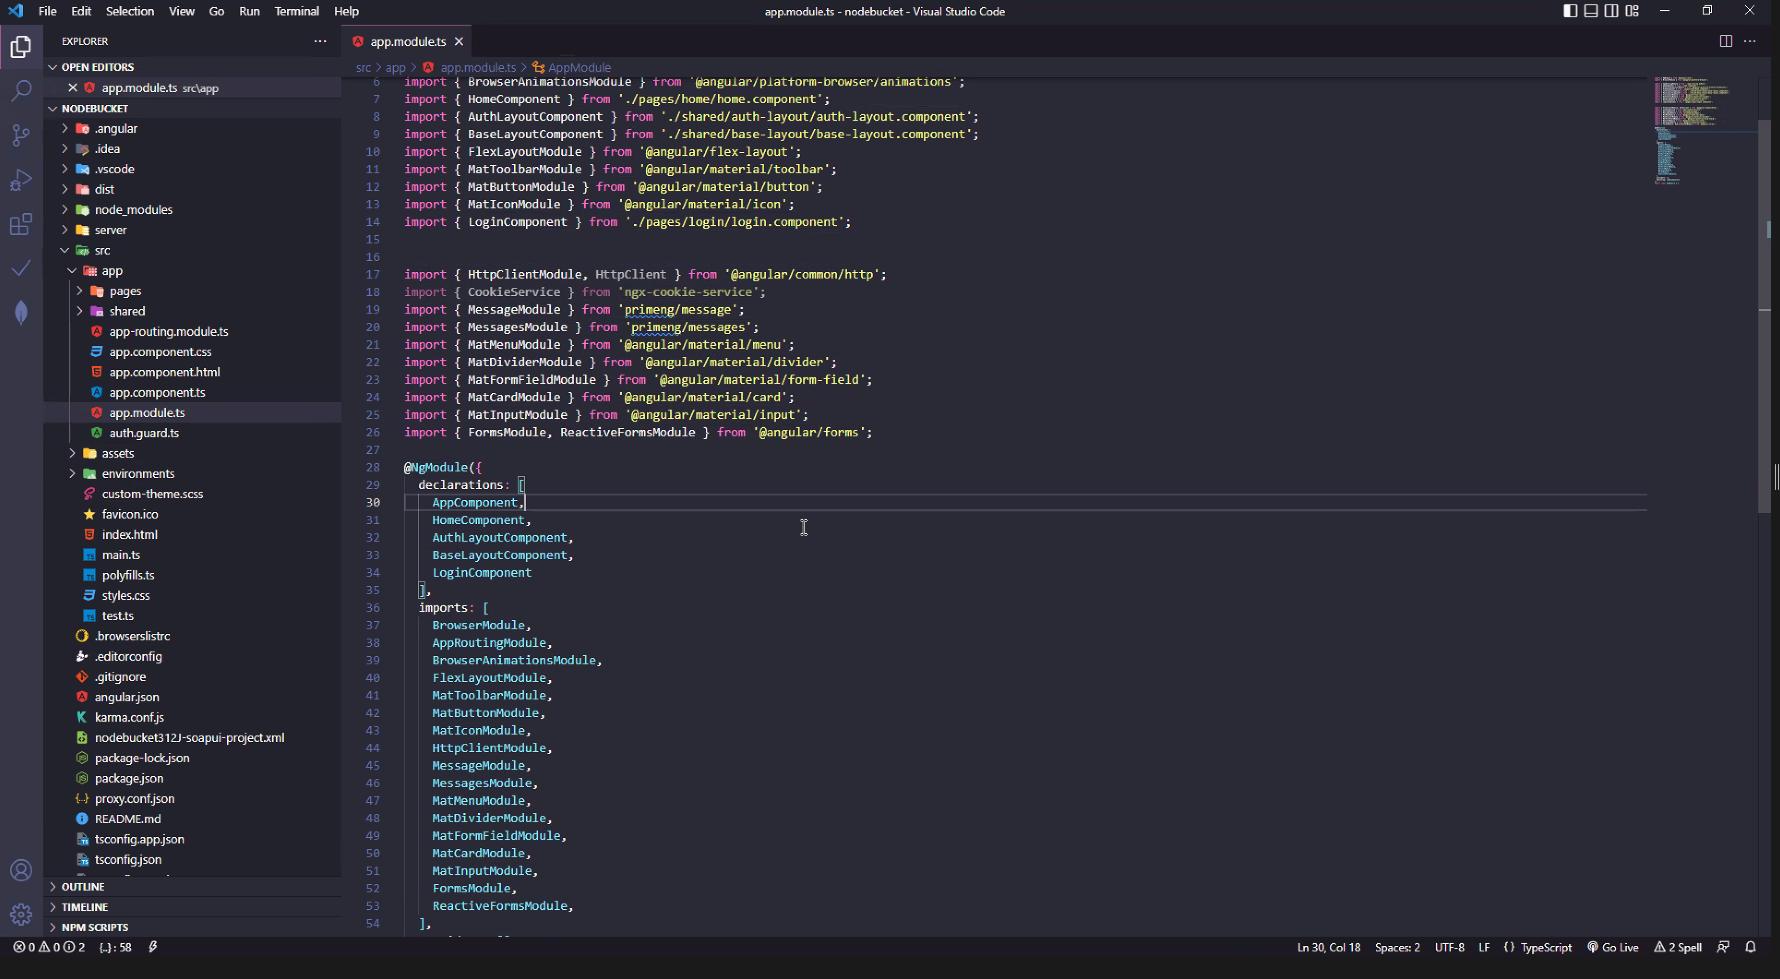 File Edit Selection View Go Run Terminal Help
app.module.ts - nodebucket - Visual Studio Code
EXPLORER
OPEN EDITORS
app.module.ts src\app
NODEBUCKET
.angular
.idea
.vscode
dist
node_modules
server
src
app
pages
shared
app-routing.module.ts
app.component.css
app.component.html
app.component.ts
app.module.ts
auth.guard.ts
assets
environments
custom-theme.scss
favicon.ico
index.html
main.ts
polyfills.ts
styles.css
test.ts
.browserslistrc
.editorconfig
.gitignore
angular.json
karma.conf.js
nodebucket312J-soapui-project.xml
package-lock.json
package.json
proxy.conf.json
README.md
tsconfig.app.json
tsconfig.json
OUTLINE
TIMELINE
NPM SCRIPTS
app.module.ts
src > app > app.module.ts > AppModule
6 import { BrowserAnimationsModule } from '@angular/platform-browser/animations';
7 import { HomeComponent } from './pages/home/home.component';
8 import { AuthLayoutComponent } from './shared/auth-layout/auth-layout.component';
9 import { BaseLayoutComponent } from './shared/base-layout/base-layout.component';
10 import { FlexLayoutModule } from '@angular/flex-layout';
11 import { MatToolbarModule } from '@angular/material/toolbar';
12 import { MatButtonModule } from '@angular/material/button';
13 import { MatIconModule } from '@angular/material/icon';
14 import { LoginComponent } from './pages/login/login.component';
15
16
17 import { HttpClientModule, HttpClient } from '@angular/common/http';
18 import { CookieService } from 'ngx-cookie-service';
19 import { MessageModule } from 'primeng/message';
20 import { MessagesModule } from 'primeng/messages';
21 import { MatMenuModule } from '@angular/material/menu';
22 import { MatDividerModule } from '@angular/material/divider';
23 import { MatFormFieldModule } from '@angular/material/form-field';
24 import { MatCardModule } from '@angular/material/card';
25 import { MatInputModule } from '@angular/material/input';
26 import { FormsModule, ReactiveFormsModule } from '@angular/forms';
27
28 @NgModule({
29 declarations: [
30 AppComponent,
31 HomeComponent,
32 AuthLayoutComponent,
33 BaseLayoutComponent,
34 LoginComponent
35 ],
36 imports: [
37 BrowserModule,
38 AppRoutingModule,
39 BrowserAnimationsModule,
40 FlexLayoutModule,
41 MatToolbarModule,
42 MatButtonModule,
43 MatIconModule,
44 HttpClientModule,
45 MessageModule,
46 MessagesModule,
47 MatMenuModule,
48 MatDividerModule,
49 MatFormFieldModule,
50 MatCardModule,
51 MatInputModule,
52 FormsModule,
53 ReactiveFormsModule,
54 ],
0 0 2 {..} : 58
Ln 30, Col 18 Spaces: 2 UTF-8 LF {} TypeScript Go Live 2 Spell